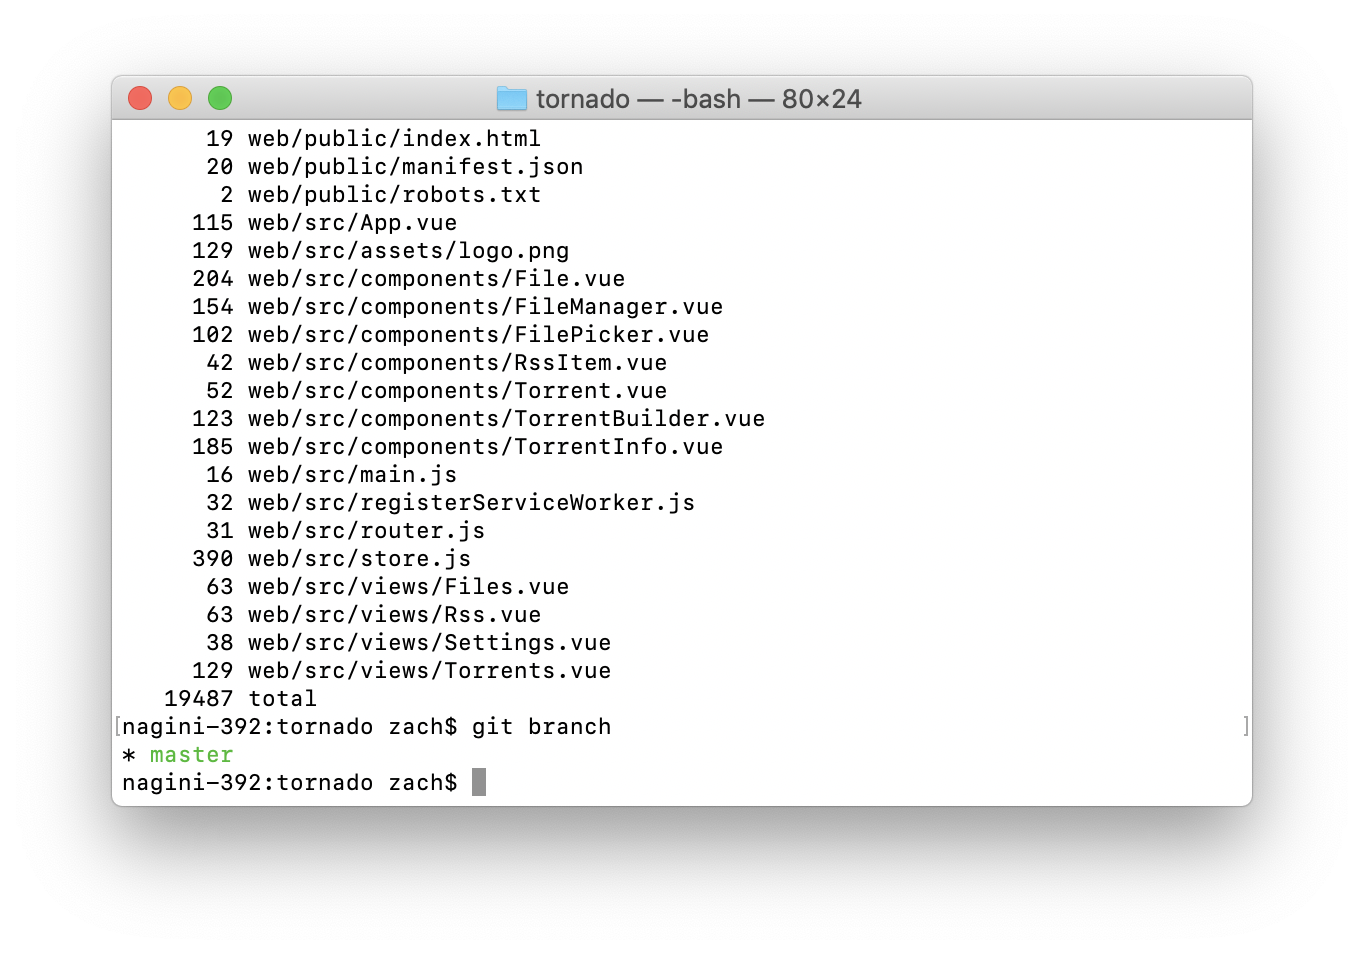 tornado — -bash — 80×24
19 web/public/index.html
20 web/public/manifest.json
2 web/public/robots.txt
115 web/src/App.vue
129 web/src/assets/logo.png
204 web/src/components/File.vue
154 web/src/components/FileManager.vue
102 web/src/components/FilePicker.vue
42 web/src/components/RssItem.vue
52 web/src/components/Torrent.vue
123 web/src/components/TorrentBuilder.vue
185 web/src/components/TorrentInfo.vue
16 web/src/main.js
32 web/src/registerServiceWorker.js
31 web/src/router.js
390 web/src/store.js
63 web/src/views/Files.vue
63 web/src/views/Rss.vue
38 web/src/views/Settings.vue
129 web/src/views/Torrents.vue
19487 total
[nagini-392:tornado zach$ git branch ]
* master
nagini-392:tornado zach$